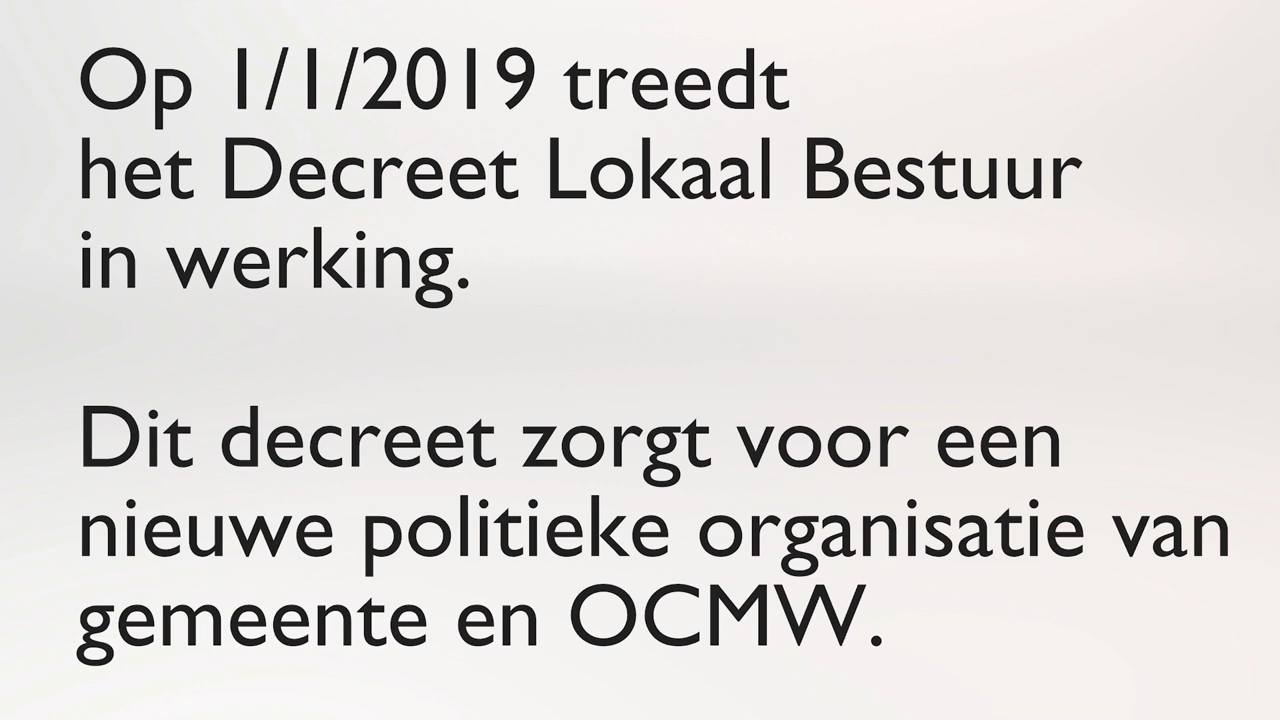 Op 1/1/2019 treedt
het Decreet Lokaal Bestuur
in werking.
Dit decreet zorgt voor een
nieuwe politieke organisatie van
gemeente en OCMW.